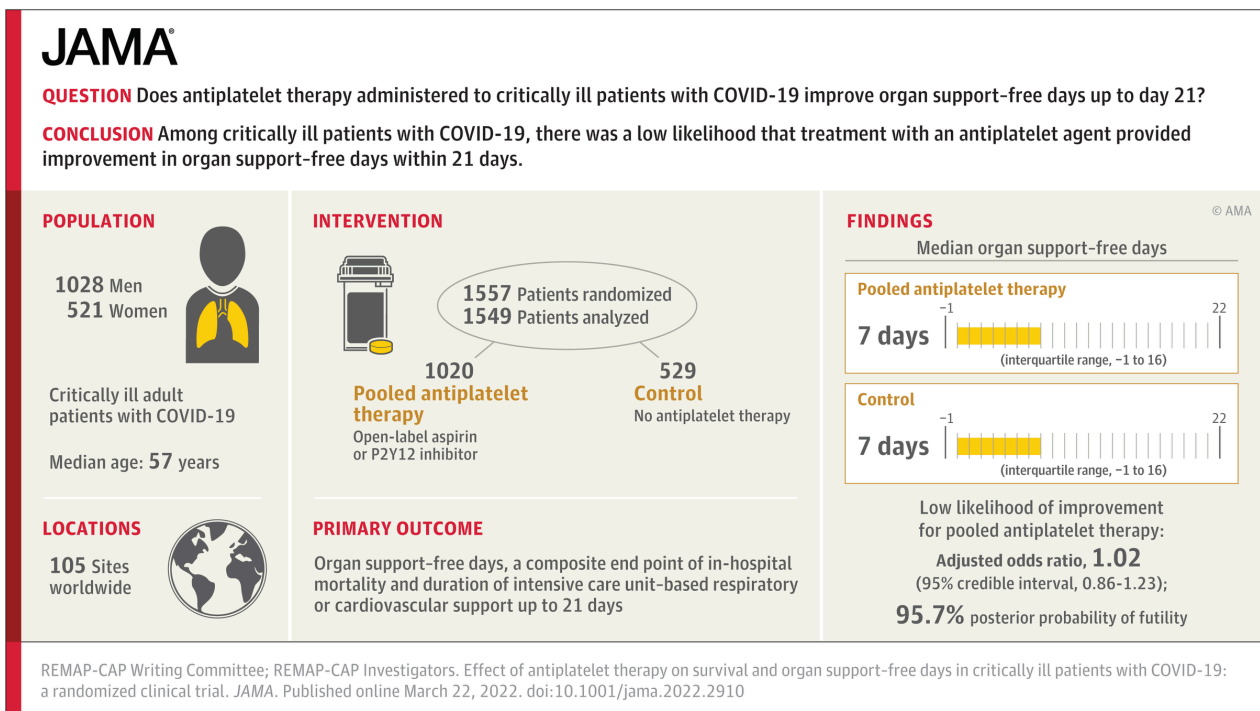 JAMA®
QUESTION Does antiplatelet therapy administered to critically ill patients with COVID-19 improve organ support-free days up to day 21?
CONCLUSION Among critically ill patients with COVID-19, there was a low likelihood that treatment with an antiplatelet agent provided
improvement in organ support-free days within 21 days.
POPULATION
1028 Men
521 Women
Critically ill adult
patients with COVID-19
Median age: 57 years
LOCATIONS
105 Sites
worldwide
INTERVENTION
1557 Patients randomized
1549 Patients analyzed
1020
Pooled antiplatelet
therapy
Open-label aspirin
or P2Y12 inhibitor
529
Control
No antiplatelet therapy
PRIMARY OUTCOME
Organ support-free days, a composite end point of in-hospital
mortality and duration of intensive care unit-based respiratory
or cardiovascular support up to 21 days
© AMA
FINDINGS
Median organ support-free days
Pooled antiplatelet therapy
−1 22
7 days
(interquartile range, −1 to 16)
Control
−1 22
7 days
(interquartile range, −1 to 16)
Low likelihood of improvement
for pooled antiplatelet therapy:
Adjusted odds ratio, 1.02
(95% credible interval, 0.86-1.23);
95.7% posterior probability of futility
REMAP-CAP Writing Committee; REMAP-CAP Investigators. Effect of antiplatelet therapy on survival and organ support-free days in critically ill patients with COVID-19:
a randomized clinical trial. JAMA. Published online March 22, 2022. doi:10.1001/jama.2022.2910